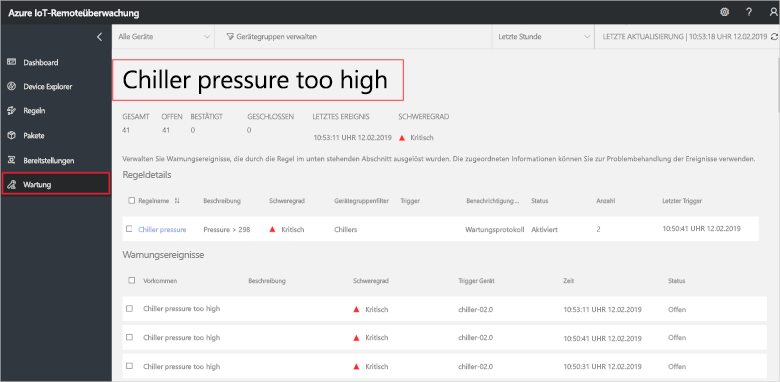 Azure IoT-Remoteüberwachung
Alle Geräte
Gerätegruppen verwalten
Letzte Stunde
LETZTE AKTUALISIERUNG | 10:53:18 UHR 12.02.2019
Dashboard
Device Explorer
Regeln
Pakete
Bereitstellungen
Wartung
Chiller pressure too high
GESAMT OFFEN BESTÄTIGT GESCHLOSSEN LETZTES EREIGNIS SCHWEREGRAD
41 41 0 0 10:53:11 UHR 12.02.2019 Kritisch
Verwalten Sie Warnungsereignisse, die durch die Regel im unten stehenden Abschnitt ausgelöst wurden. Die zugeordneten Informationen können Sie zur Problembehandlung der Ereignisse verwenden.
Regeldetails
Regelname Beschreibung Schweregrad Gerätegruppenfilter Trigger Benachrichtigung... Status Anzahl Letzter Trigger
Chiller pressure Pressure > 298 Kritisch Chillers Wartungsprotokoll Aktiviert 2 10:50:41 UHR 12.02.2019
Warnungsereignisse
Vorkommen Beschreibung Schweregrad Trigger Gerät Zeit Status
Chiller pressure too high Kritisch chiller-02.0 10:53:11 UHR 12.02.2019 Offen
Chiller pressure too high Kritisch chiller-02.0 10:50:41 UHR 12.02.2019 Offen
Chiller pressure too high Kritisch chiller-02.0 10:50:31 UHR 12.02.2019 Offen